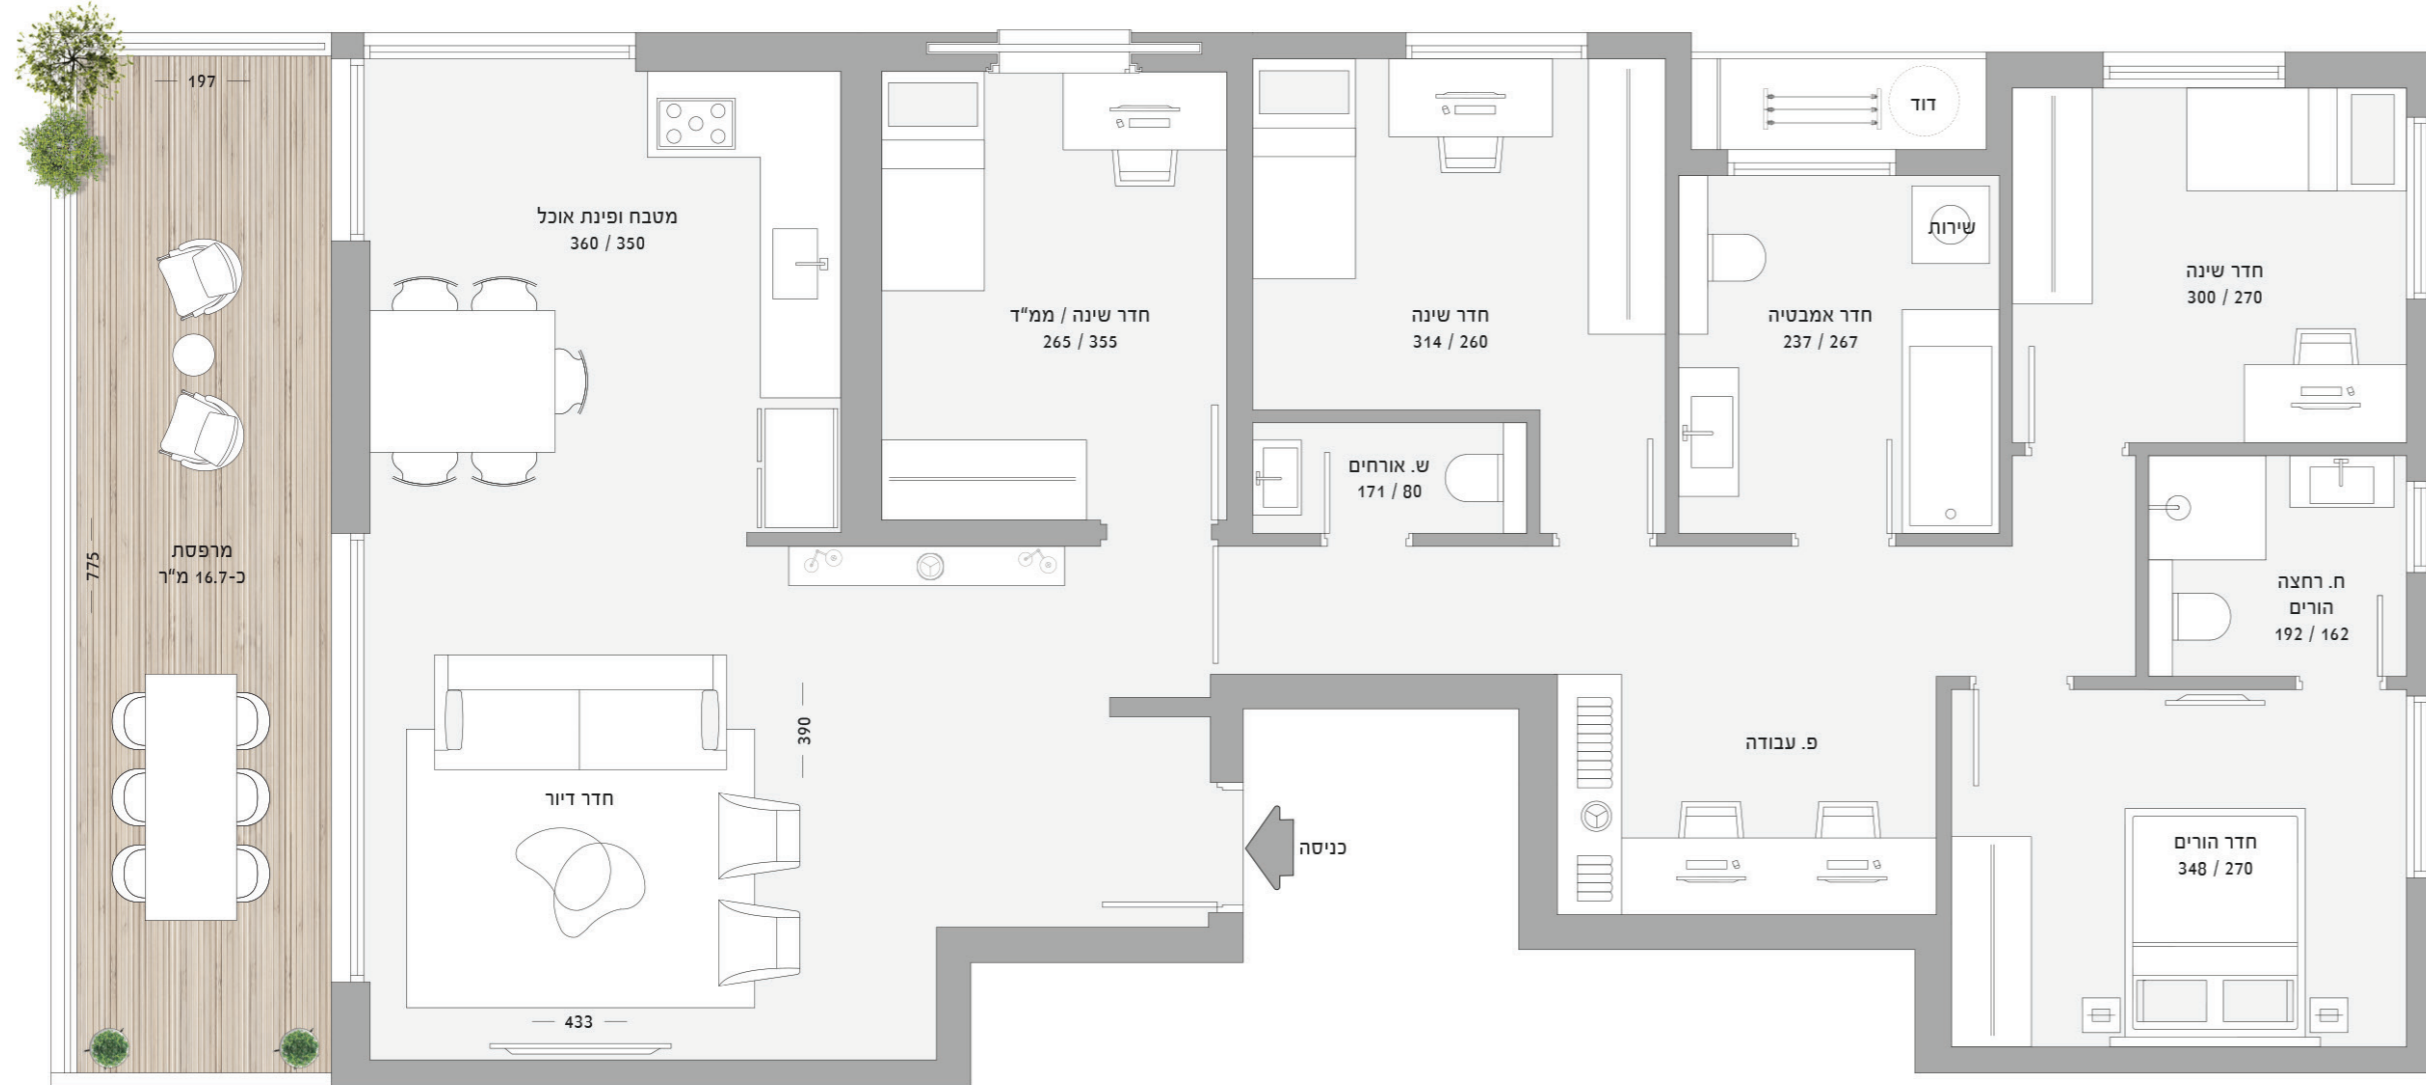 197
דוד
שירות
מטבח ופינת אוכל
360 / 350
חדר שינה
300 / 270
חדר שינה / ממ"ד
265 / 355
חדר שינה
314 / 260
חדר אמבטיה
237 / 267
ש. אורחים
171 / 80
מרפסת
כ-16.7 מ"ר
775
ח. רחצה
הורים
192 / 162
390
פ. עבודה
חדר דיור
כניסה
חדר הורים
348 / 270
433